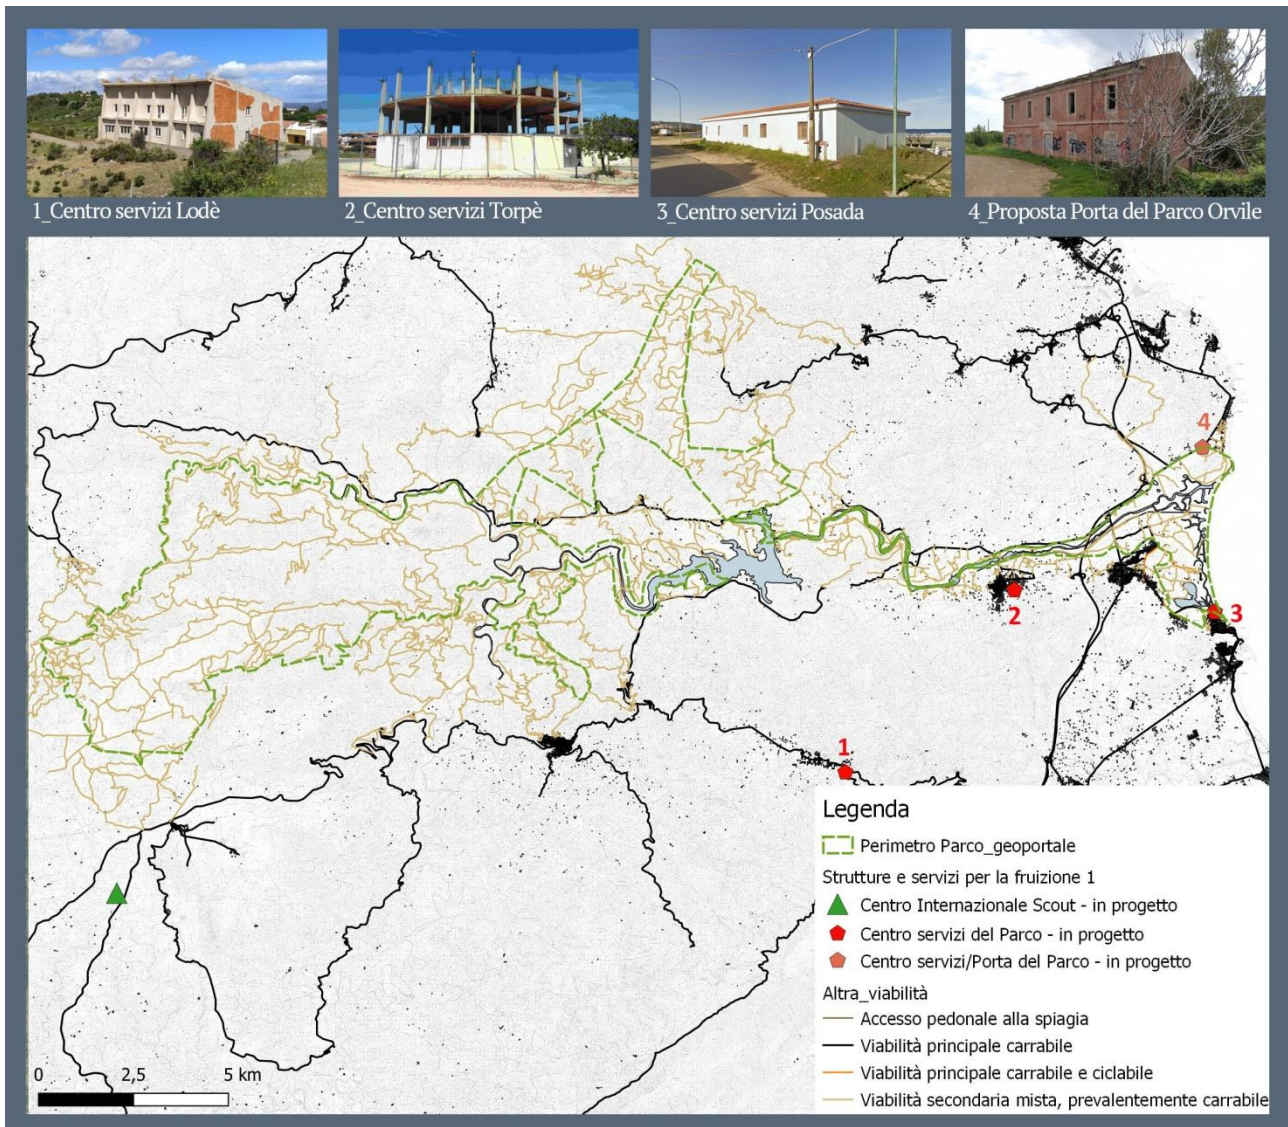 1_Centro servizi Lodè
2_Centro servizi Torpè
3_Centro servizi Posada
4_Proposta Porta del Parco Orvile
4
2
3
1
Legenda
Perimetro Parco_geoportale
Strutture e servizi per la fruizione 1
Centro Internazionale Scout - in progetto
Centro servizi del Parco - in progetto
Centro servizi/Porta del Parco - in progetto
Altra_viabilità
Accesso pedonale alla spiagia
Viabilità principale carrabile
Viabilità principale carrabile e ciclabile
Viabilità secondaria mista, prevalentemente carrabile
0 2,5 5 km